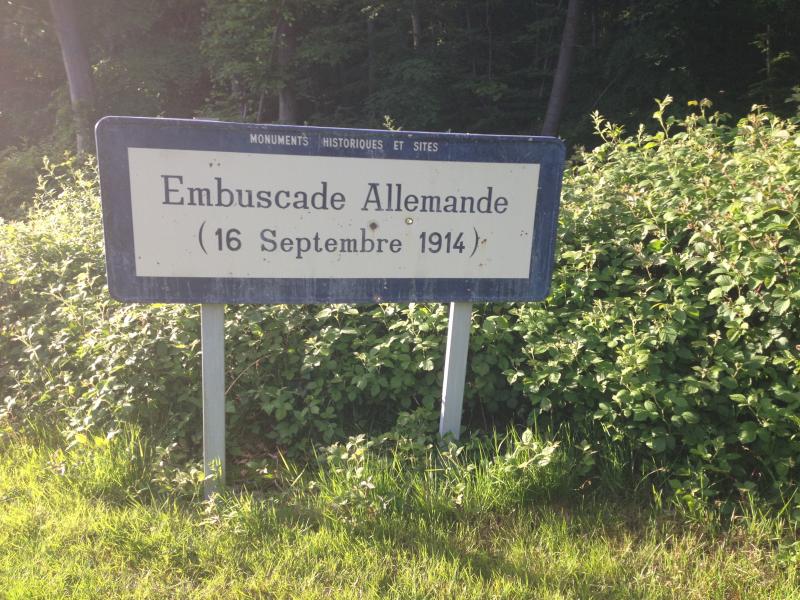 MONUMENTS HISTORIQUES ET SITES
Embuscade Allemande
(16 Septembre 1914)